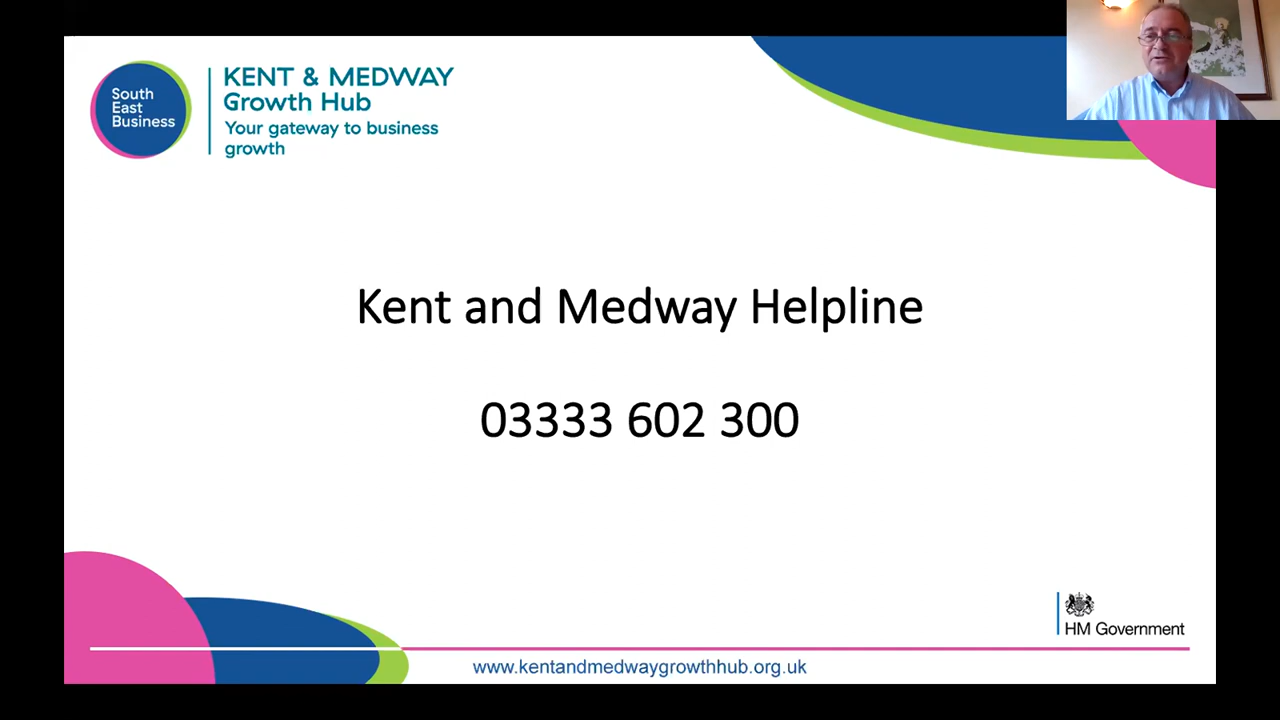 South
East
Business
KENT & MEDWAY
Growth Hub
Your gateway to business
growth
Kent and Medway Helpline
03333 602 300
HM Government
www.kentandmedwaygrowthhub.org.uk